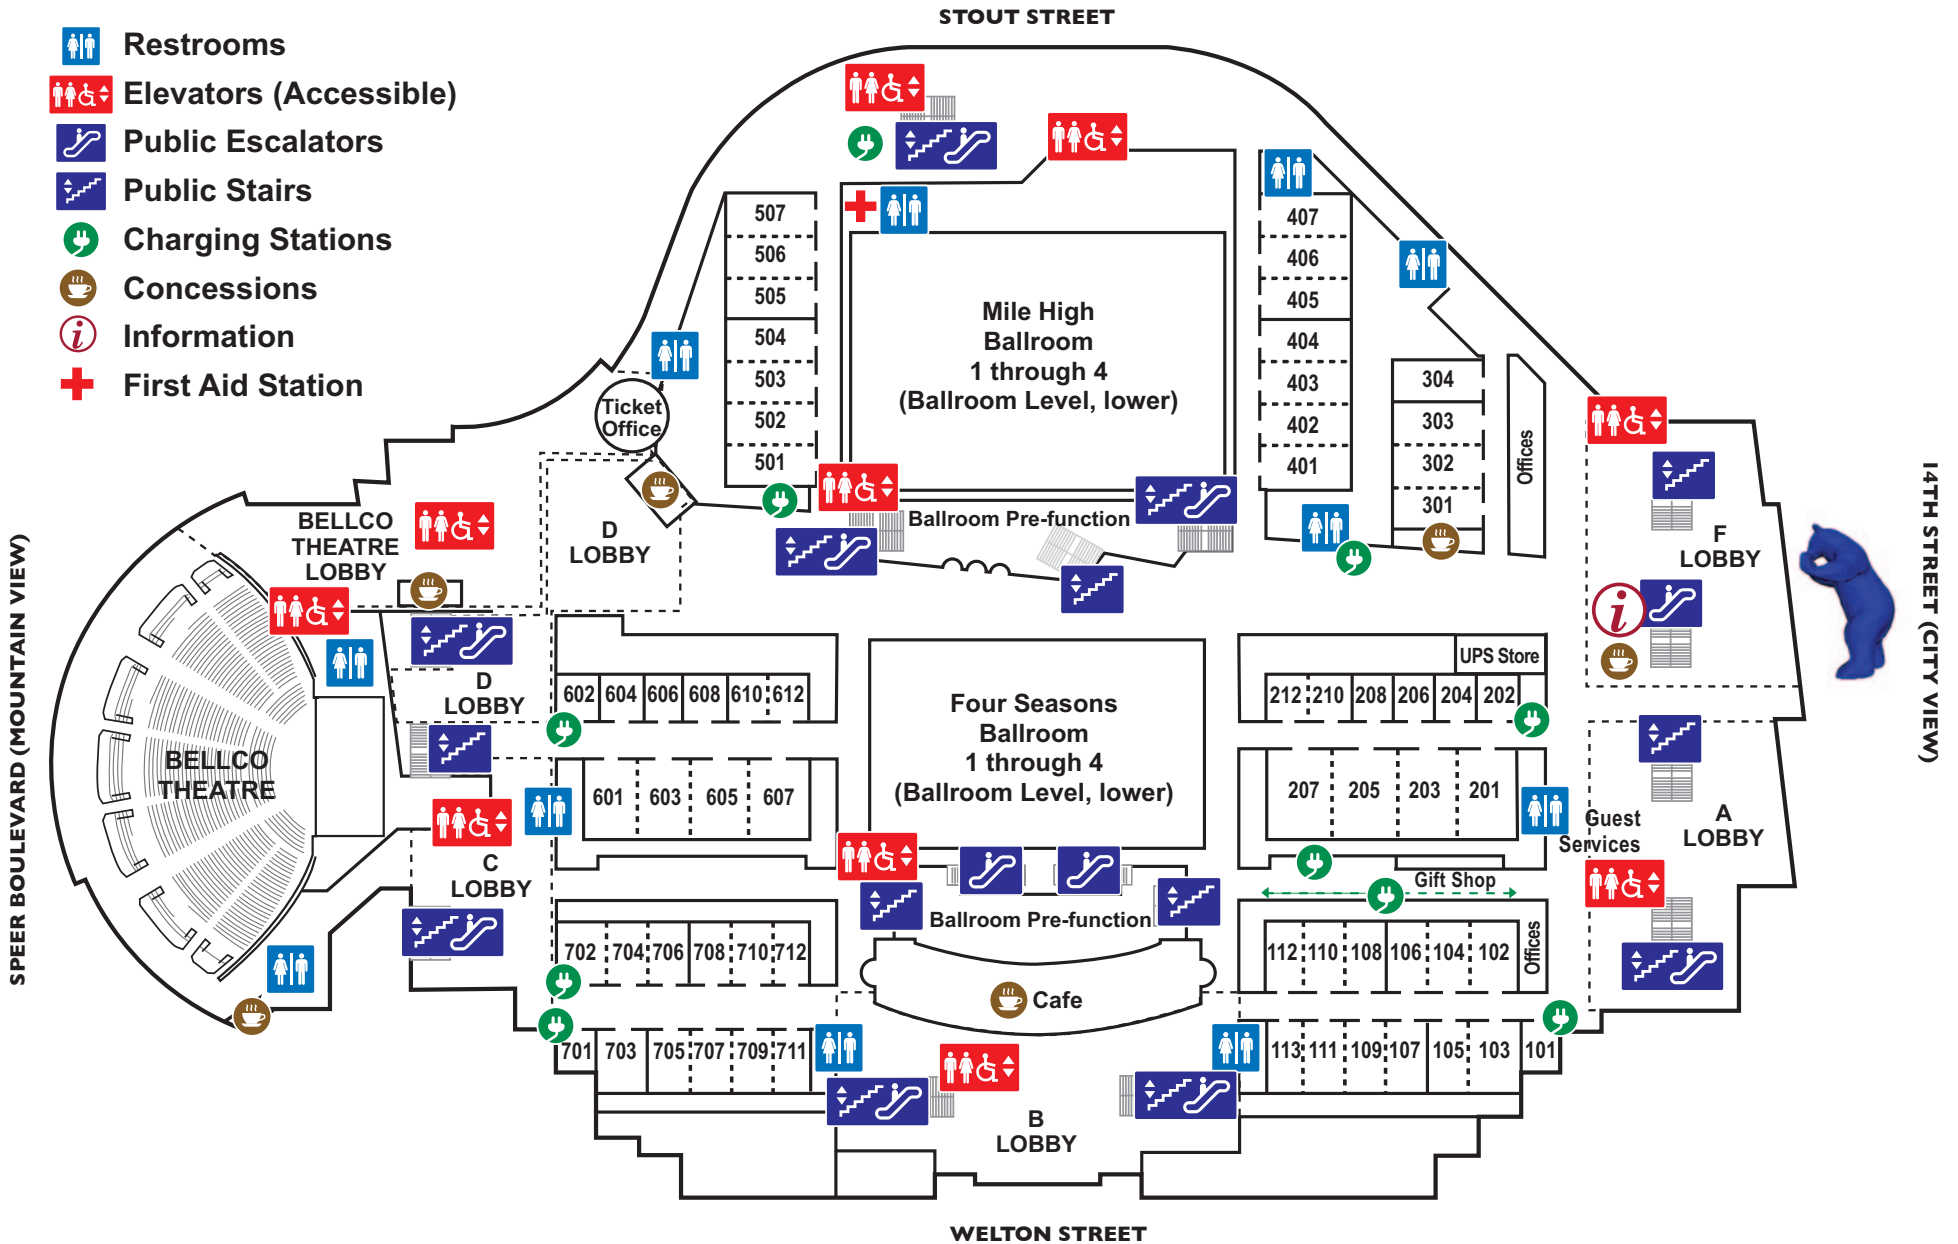 STOUT STREET
Restrooms
Elevators (Accessible)
Public Escalators
Public Stairs
Charging Stations
Concessions
i Information
First Aid Station
507
506
505
504
503
502
501
Mile High
Ballroom
1 through 4
(Ballroom Level, lower)
407
406
405
404
403
402
401
304
303
302
301
Offices
Ticket
Office
D
LOBBY
Ballroom Pre-function
BELLCO
THEATRE
LOBBY
F
LOBBY
i
14TH STREET (CITY VIEW)
SPEER BOULEVARD (MOUNTAIN VIEW)
D
LOBBY
602 604 606 608 610 612
Four Seasons
Ballroom
1 through 4
(Ballroom Level, lower)
UPS Store
212 210 208 206 204 202
BELLCO
THEATRE
601 603 605 607
207 205 203 201
Guest
Services
A
LOBBY
C
LOBBY
Gift Shop
Ballroom Pre-function
702 704 706 708 710 712
112 110 108 106 104 102
Offices
Cafe
701 703 705 707 709 711
113 111 109 107 105 103 101
B
LOBBY
WELTON STREET